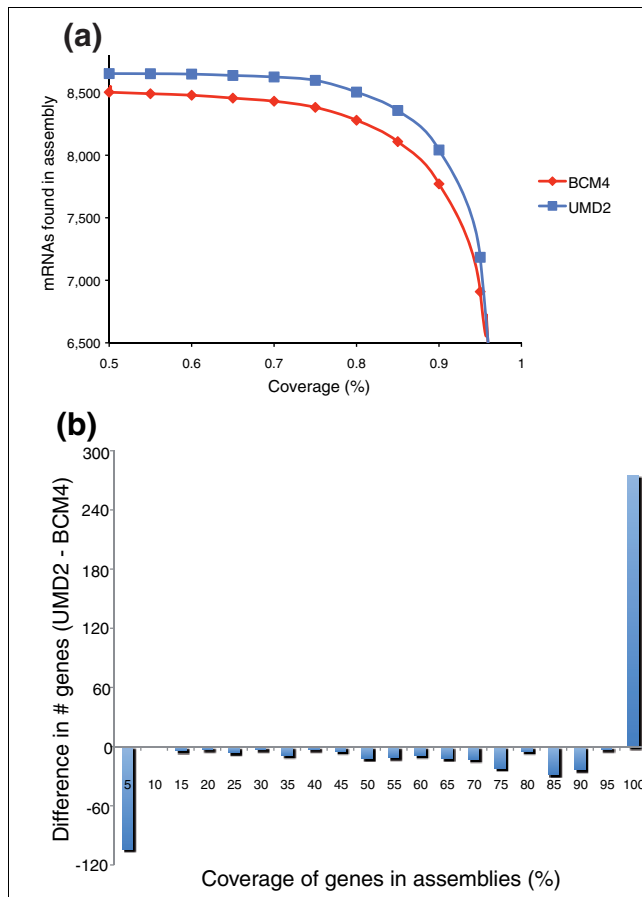 (a)
mRNAs found in assembly
8,500
8,000
7,500
7,000
6,500
0.5 0.6 0.7 0.8 0.9 1
Coverage (%)
BCM4
UMD2
(b)
Difference in # genes (UMD2 - BCM4)
300
240
180
120
60
0
-60
-120
5 10 15 20 25 30 35 40 45 50 55 60 65 70 75 80 85 90 95 100
Coverage of genes in assemblies (%)